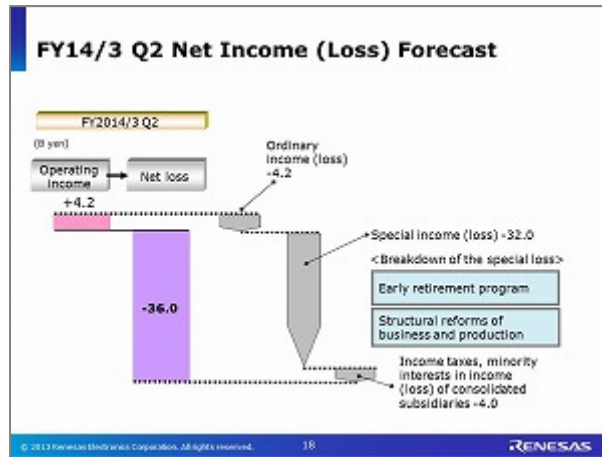 FY14/3 Q2 Net Income (Loss) Forecast
FY2014/3 Q2
(B yen)
Operating
income
Net loss
+4.2
-36.0
Ordinary
income (loss)
-4.2
Special income (loss) -32.0
<Breakdown of the special loss>
Early retirement program
Structural reforms of
business and production
Income taxes, minority
interests in income
(loss) of consolidated
subsidiaries -4.0
© 2013 Renesas Electronics Corporation. All rights reserved.
18
RENESAS